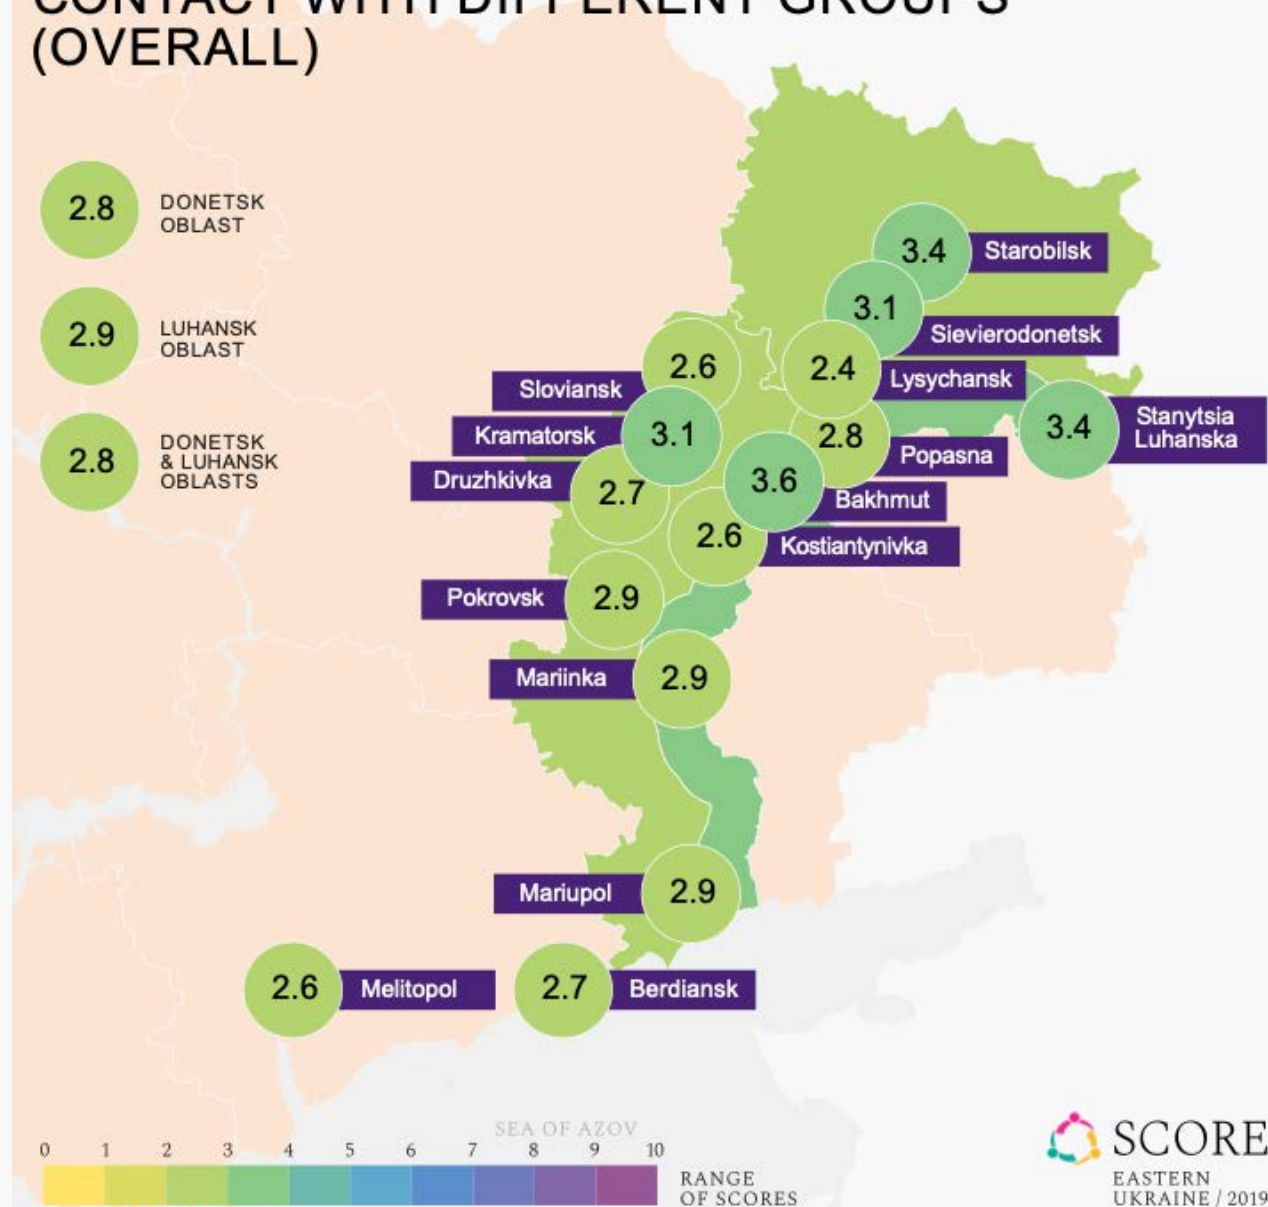 CONTACT WITH DIFFERENT GROUPS
(OVERALL)
2.8
DONETSK
OBLAST
2.9
LUHANSK
OBLAST
2.8
DONETSK
& LUHANSK
OBLASTS
3.4
Starobilsk
3.1
Sievierodonetsk
2.6
Sloviansk
2.4
Lysychansk
3.4
Stanytsia
Luhanska
Kramatorsk
3.1
2.8
Popasna
Druzhkivka
2.7
3.6
Bakhmut
2.6
Kostiantynivka
Pokrovsk
2.9
Mariinka
2.9
Mariupol
2.9
2.6
Melitopol
2.7
Berdiansk
SEA OF AZOV
0 1 2 3 4 5 6 7 8 9 10
RANGE
OF SCORES
SCORE
EASTERN
UKRAINE / 2019